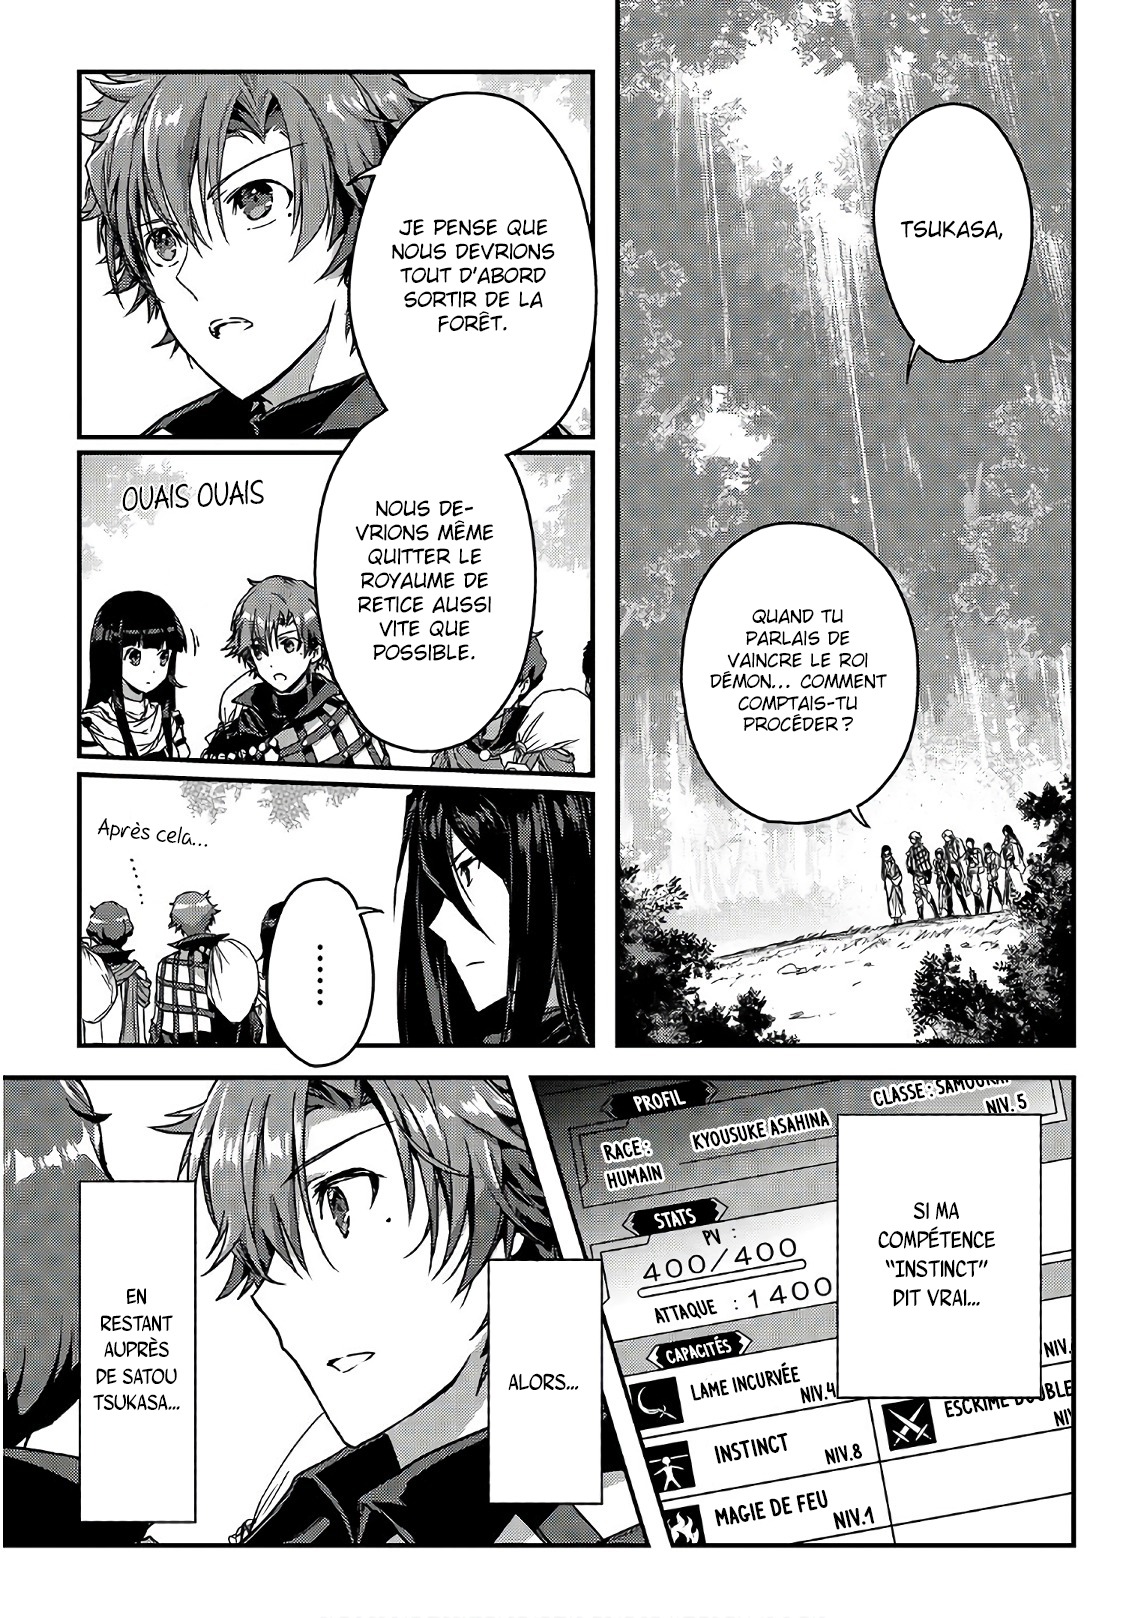 TSUKASA,
QUAND TU
PARLAIS DE
VAINCRE LE ROI
DÉMON... COMMENT
COMPTAIS-TU
PROCÉDER ?
JE PENSE QUE
NOUS DEVRIONS
TOUT D'ABORD
SORTIR DE LA
FORÊT.
NOUS DE-
VRIONS MÊME
QUITTER LE
ROYAUME DE
RETICE AUSSI
VITE QUE
POSSIBLE.
OUAIS OUAIS
Après cela...
......
PROFIL
RACE :
HUMAIN
KYOUSUKE ASAHINA
CLASSE : SAMOURAÏ
NIV. 5
STATS
PV :
400/400
ATTAQUE : 1400
CAPACITÉS
LAME INCURVÉE
NIV.4
ESCRIME DOUBLE
INSTINCT
NIV.8
MAGIE DE FEU
NIV.1
SI MA
COMPÉTENCE
"INSTINCT"
DIT VRAI...
ALORS...
EN
RESTANT
AUPRÈS
DE SATOU
TSUKASA...